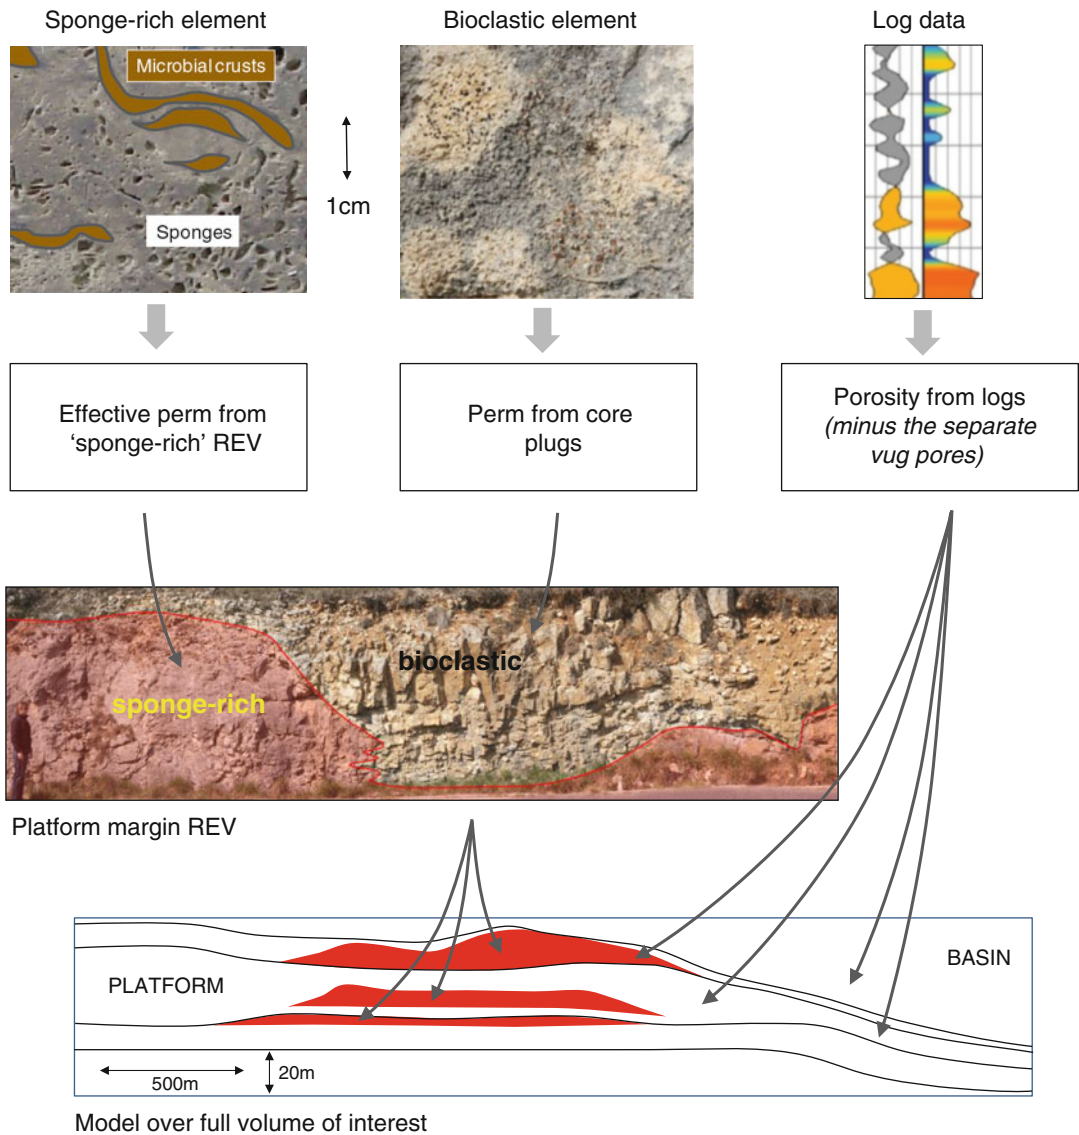 Sponge-rich element
Bioclastic element
Log data
Microbial crusts
Sponges
1cm
Effective perm from
‘sponge-rich’ REV
Perm from core
plugs
Porosity from logs
(minus the separate
vug pores)
bioclastic
sponge-rich
Platform margin REV
PLATFORM
BASIN
500m
20m
Model over full volume of interest